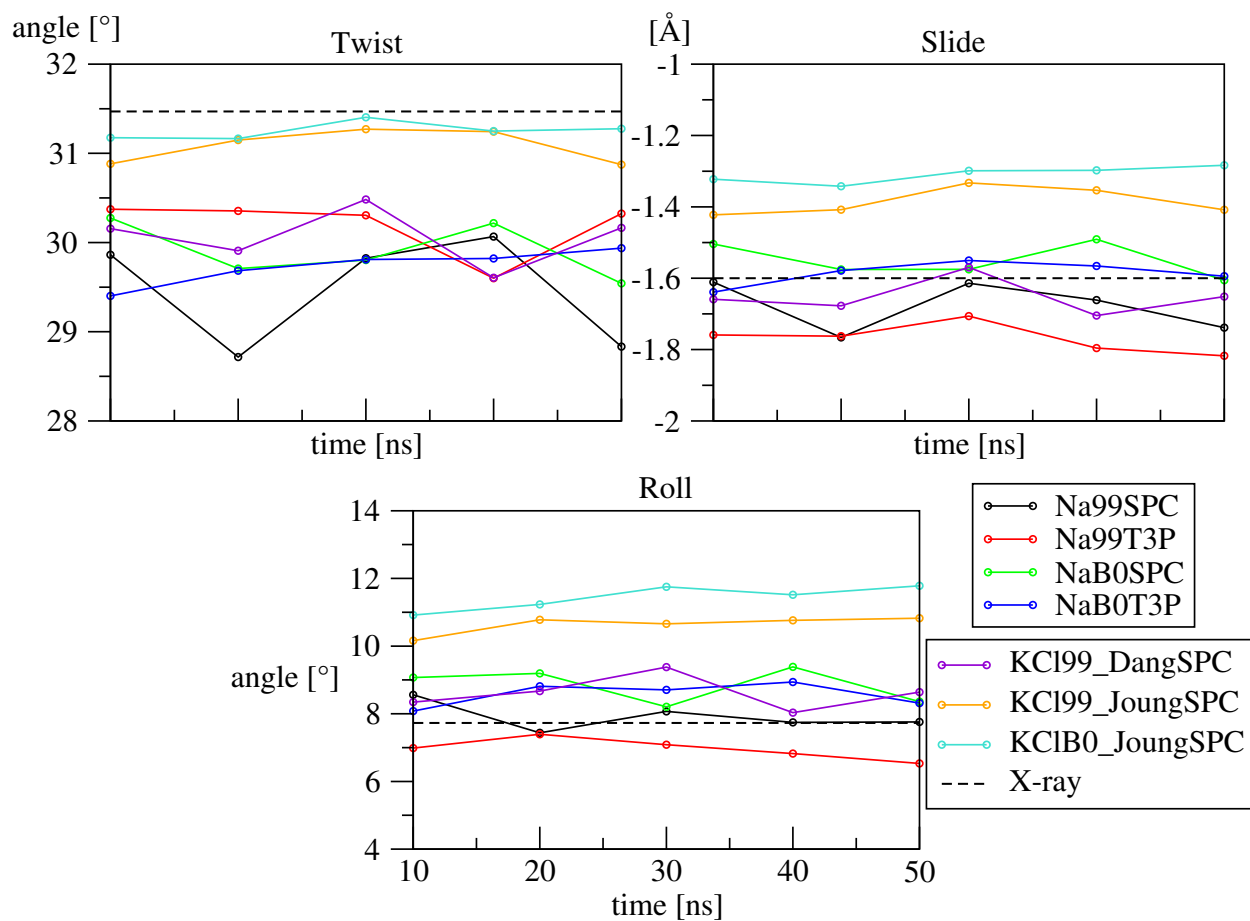 angle [°]
Twist
32
31
30
29
28
time [ns]
[Å]
Slide
-1
-1.2
-1.4
-1.6
-1.8
-2
time [ns]
Roll
angle [°]
14
12
10
8
6
4
10 20 30 40 50
time [ns]
Na99SPC
Na99T3P
NaB0SPC
NaB0T3P
KCl99_DangSPC
KCl99_JoungSPC
KClB0_JoungSPC
X-ray